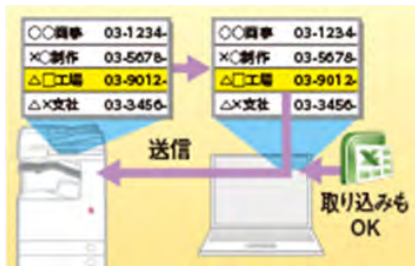 ○○商事 03-1234-
×○制作 03-5678-
△□工場 03-9012-
△×支社 03-3456-
○○商事 03-1234-
×○制作 03-5678-
△□工場 03-9012-
△×支社 03-3456-
送信
取り込みも
OK